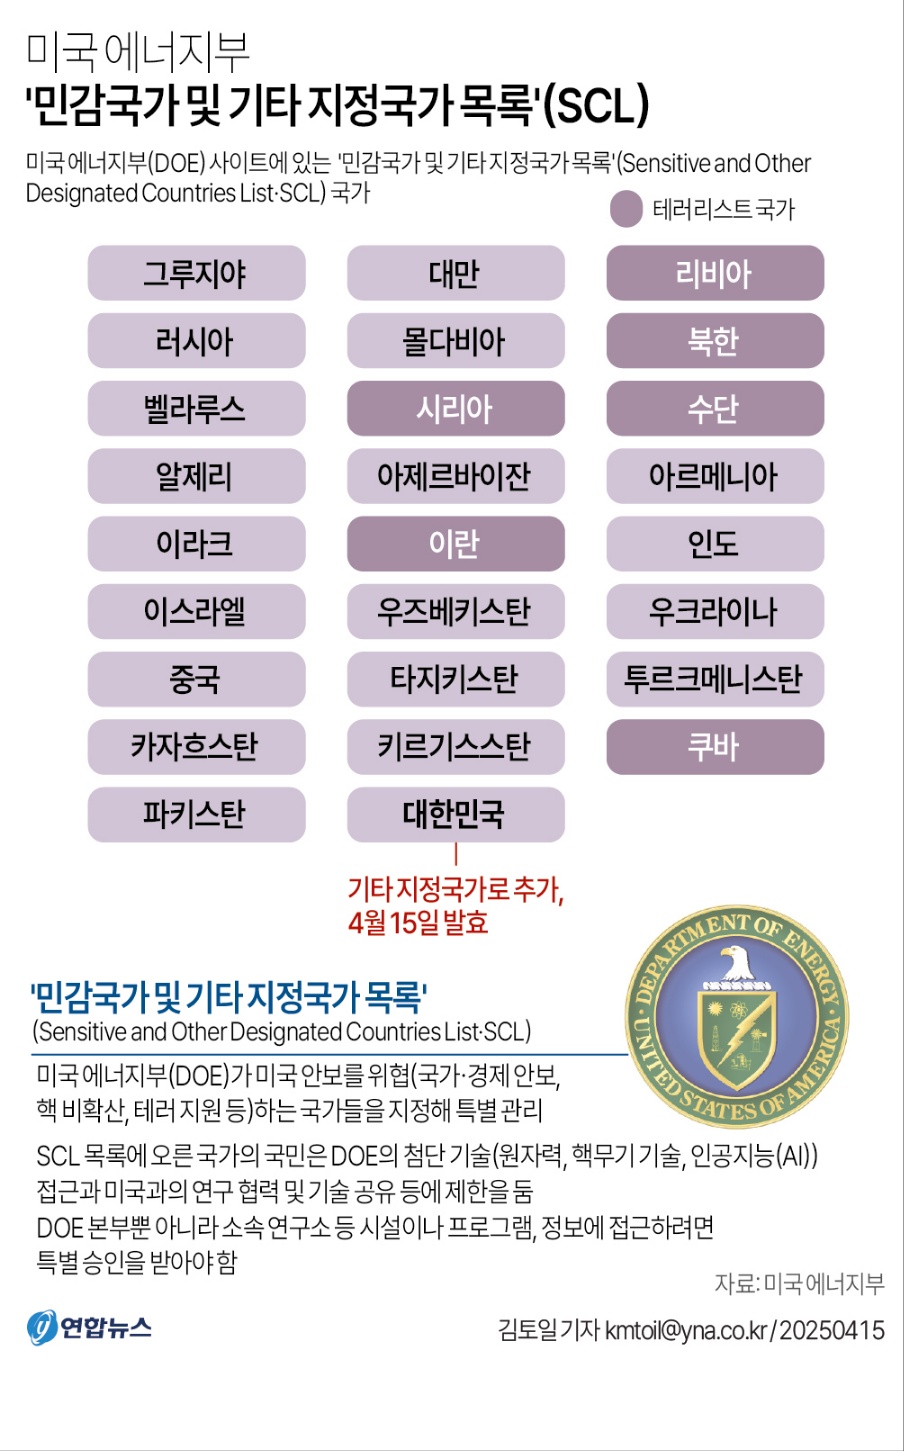 미국 에너지부
'민감국가 및 기타 지정국가 목록'(SCL)
미국 에너지부(DOE) 사이트에 있는 '민감국가 및 기타 지정국가 목록'(Sensitive and Other
Designated Countries List·SCL) 국가
테러리스트 국가
그루지야 대만 리비아
러시아 몰다비아 북한
벨라루스 시리아 수단
알제리 아제르바이잔 아르메니아
이라크 이란 인도
이스라엘 우즈베키스탄 우크라이나
중국 타지키스탄 투르크메니스탄
카자흐스탄 키르기스스탄 쿠바
파키스탄 대한민국
기타 지정국가로 추가,
4월 15일 발효
'민감국가 및 기타 지정국가 목록'
(Sensitive and Other Designated Countries List·SCL)
DEPARTMENT OF ENERGY
UNITED STATES OF AMERICA
미국 에너지부(DOE)가 미국 안보를 위협(국가·경제 안보,
핵 비확산, 테러 지원 등)하는 국가들을 지정해 특별 관리
SCL 목록에 오른 국가의 국민은 DOE의 첨단 기술(원자력, 핵무기 기술, 인공지능(AI))
접근과 미국과의 연구 협력 및 기술 공유 등에 제한을 둠
DOE 본부뿐 아니라 소속 연구소 등 시설이나 프로그램, 정보에 접근하려면
특별 승인을 받아야 함
자료: 미국 에너지부
연합뉴스
김토일 기자 kmtoil@yna.co.kr / 20250415